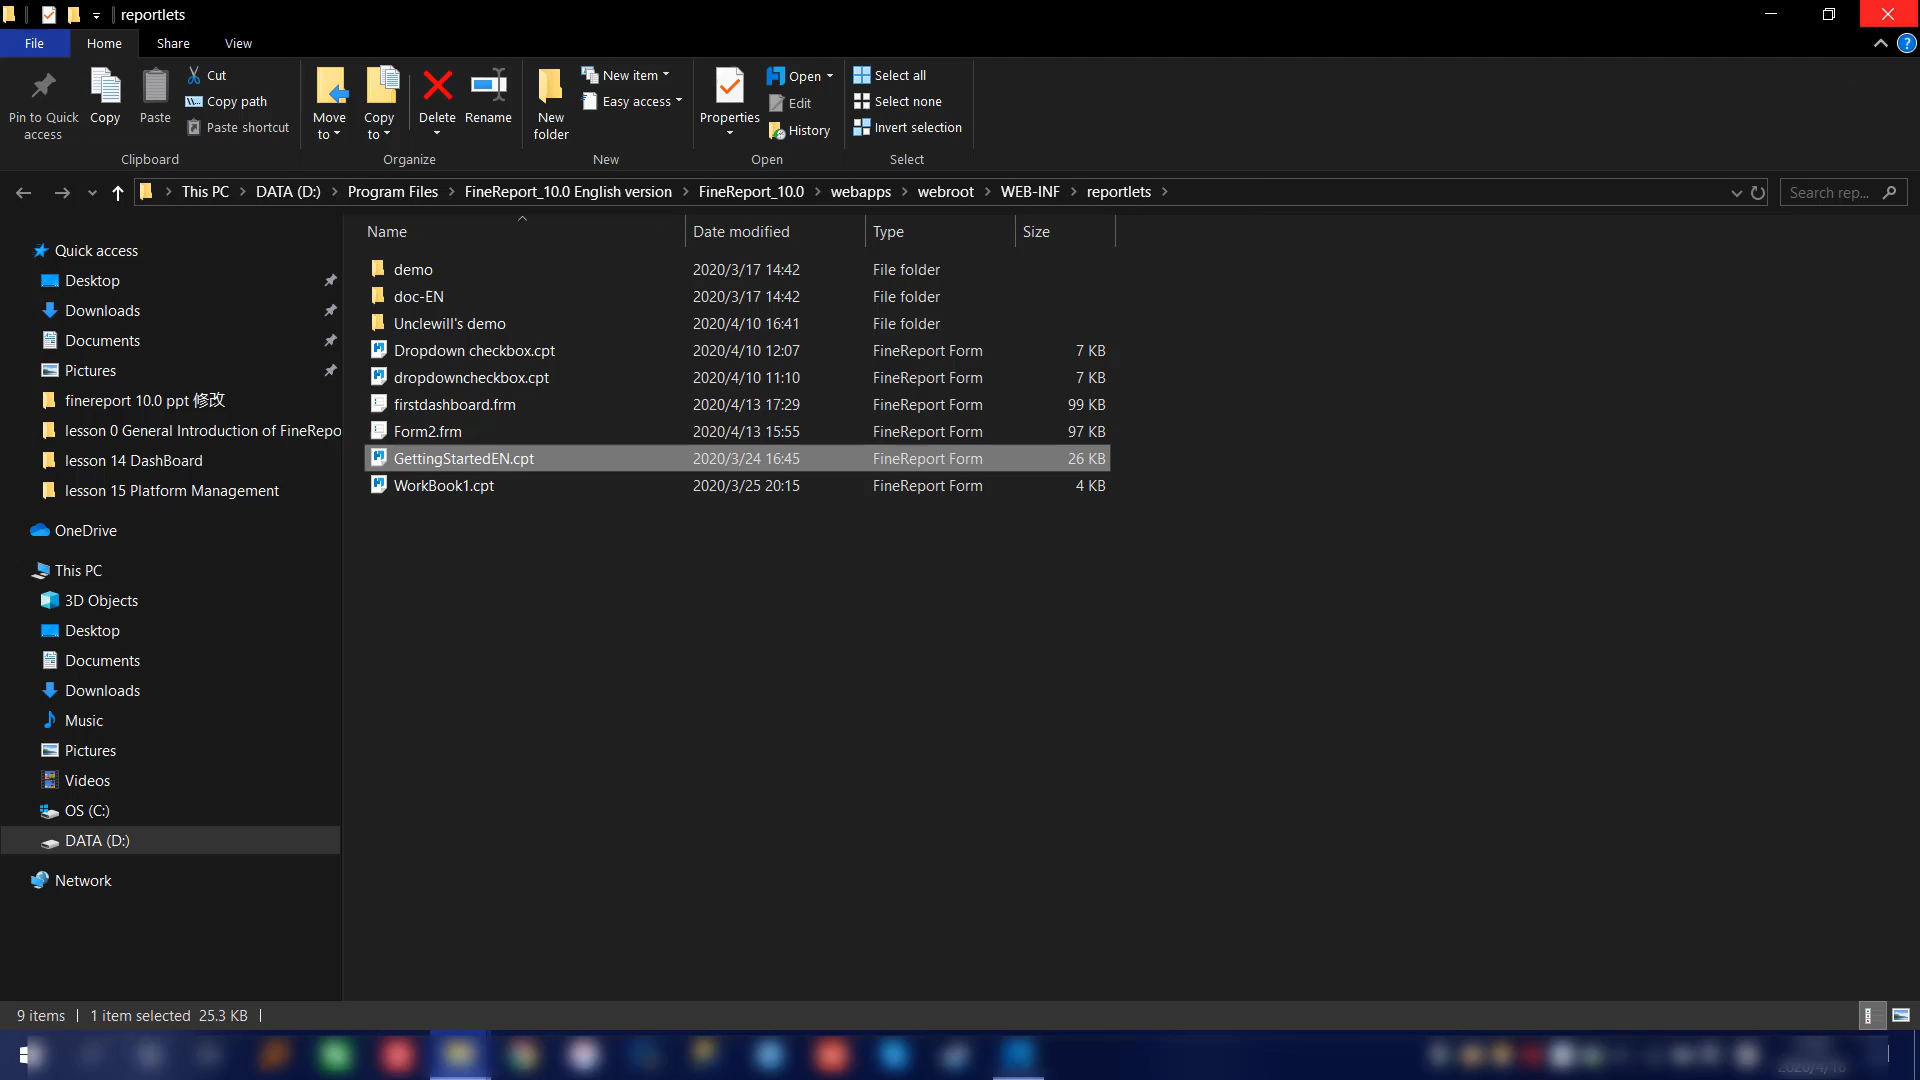 reportlets
File Home Share View
Pin to Quick access
Copy
Paste
Cut
Copy path
Paste shortcut
Clipboard
Move to
Copy to
Delete
Rename
Organize
New folder
New item
Easy access
New
Properties
Open
Edit
History
Open
Select all
Select none
Invert selection
Select
This PC DATA (D:) Program Files FineReport_10.0 English version FineReport_10.0 webapps webroot WEB-INF reportlets
Search rep...
Quick access
Desktop
Downloads
Documents
Pictures
finereport 10.0 ppt 修改
lesson 0 General Introduction of FineRepo
lesson 14 DashBoard
lesson 15 Platform Management
OneDrive
This PC
3D Objects
Desktop
Documents
Downloads
Music
Pictures
Videos
OS (C:)
DATA (D:)
Network
Name Date modified Type Size
demo 2020/3/17 14:42 File folder
doc-EN 2020/3/17 14:42 File folder
Unclewill's demo 2020/4/10 16:41 File folder
Dropdown checkbox.cpt 2020/4/10 12:07 FineReport Form 7 KB
dropdowncheckbox.cpt 2020/4/10 11:10 FineReport Form 7 KB
firstdashboard.frm 2020/4/13 17:29 FineReport Form 99 KB
Form2.frm 2020/4/13 15:55 FineReport Form 97 KB
GettingStartedEN.cpt 2020/3/24 16:45 FineReport Form 26 KB
WorkBook1.cpt 2020/3/25 20:15 FineReport Form 4 KB
9 items 1 item selected 25.3 KB